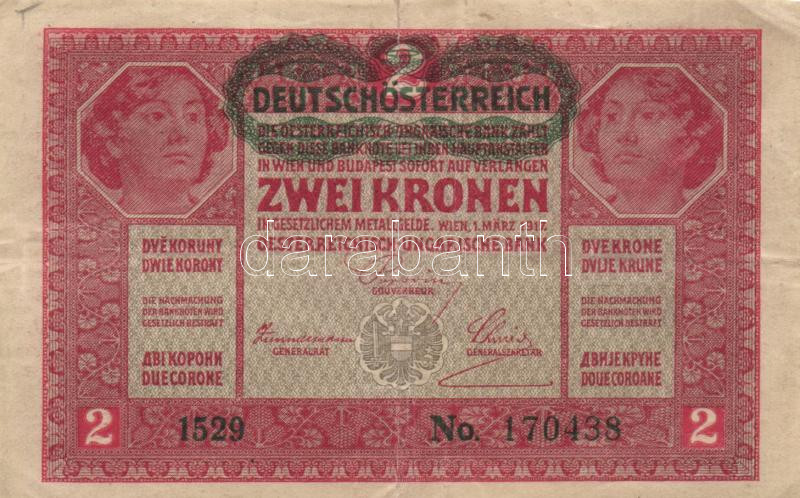 2
DEUTSCHÖSTERREICH
DIE OESTERREICHISCH-UNGARISCHE BANK ZAHLT
GEGEN DIESE BANKNOTE BEI IHREN HAUPTANSTALTEN
IN WIEN UND BUDAPEST SOFORT AUF VERLANGEN
ZWEI KRONEN
IN GESETZLICHEM METALLGELDE. WIEN, 1. MÄRZ 1917
OESTERREICHISCH-UNGARISCHE BANK
GOUVERNEUR
GENERALRAT
GENERALSEKRETÄR
DVĚ KORUNY
DWIE KORONY
DIE NACHMACHUNG
DER BANKNOTEN WIRD
GESETZLICH BESTRAFT
ДВІ КОРОНИ
DUE CORONE
DVE KRONE
DVIJE KRUNE
DIE NACHMACHUNG
DER BANKNOTEN WIRD
GESETZLICH BESTRAFT
ДВИЈЕ КРУНЕ
DOUE COROANE
2
1529
No. 170438
2
darabanth